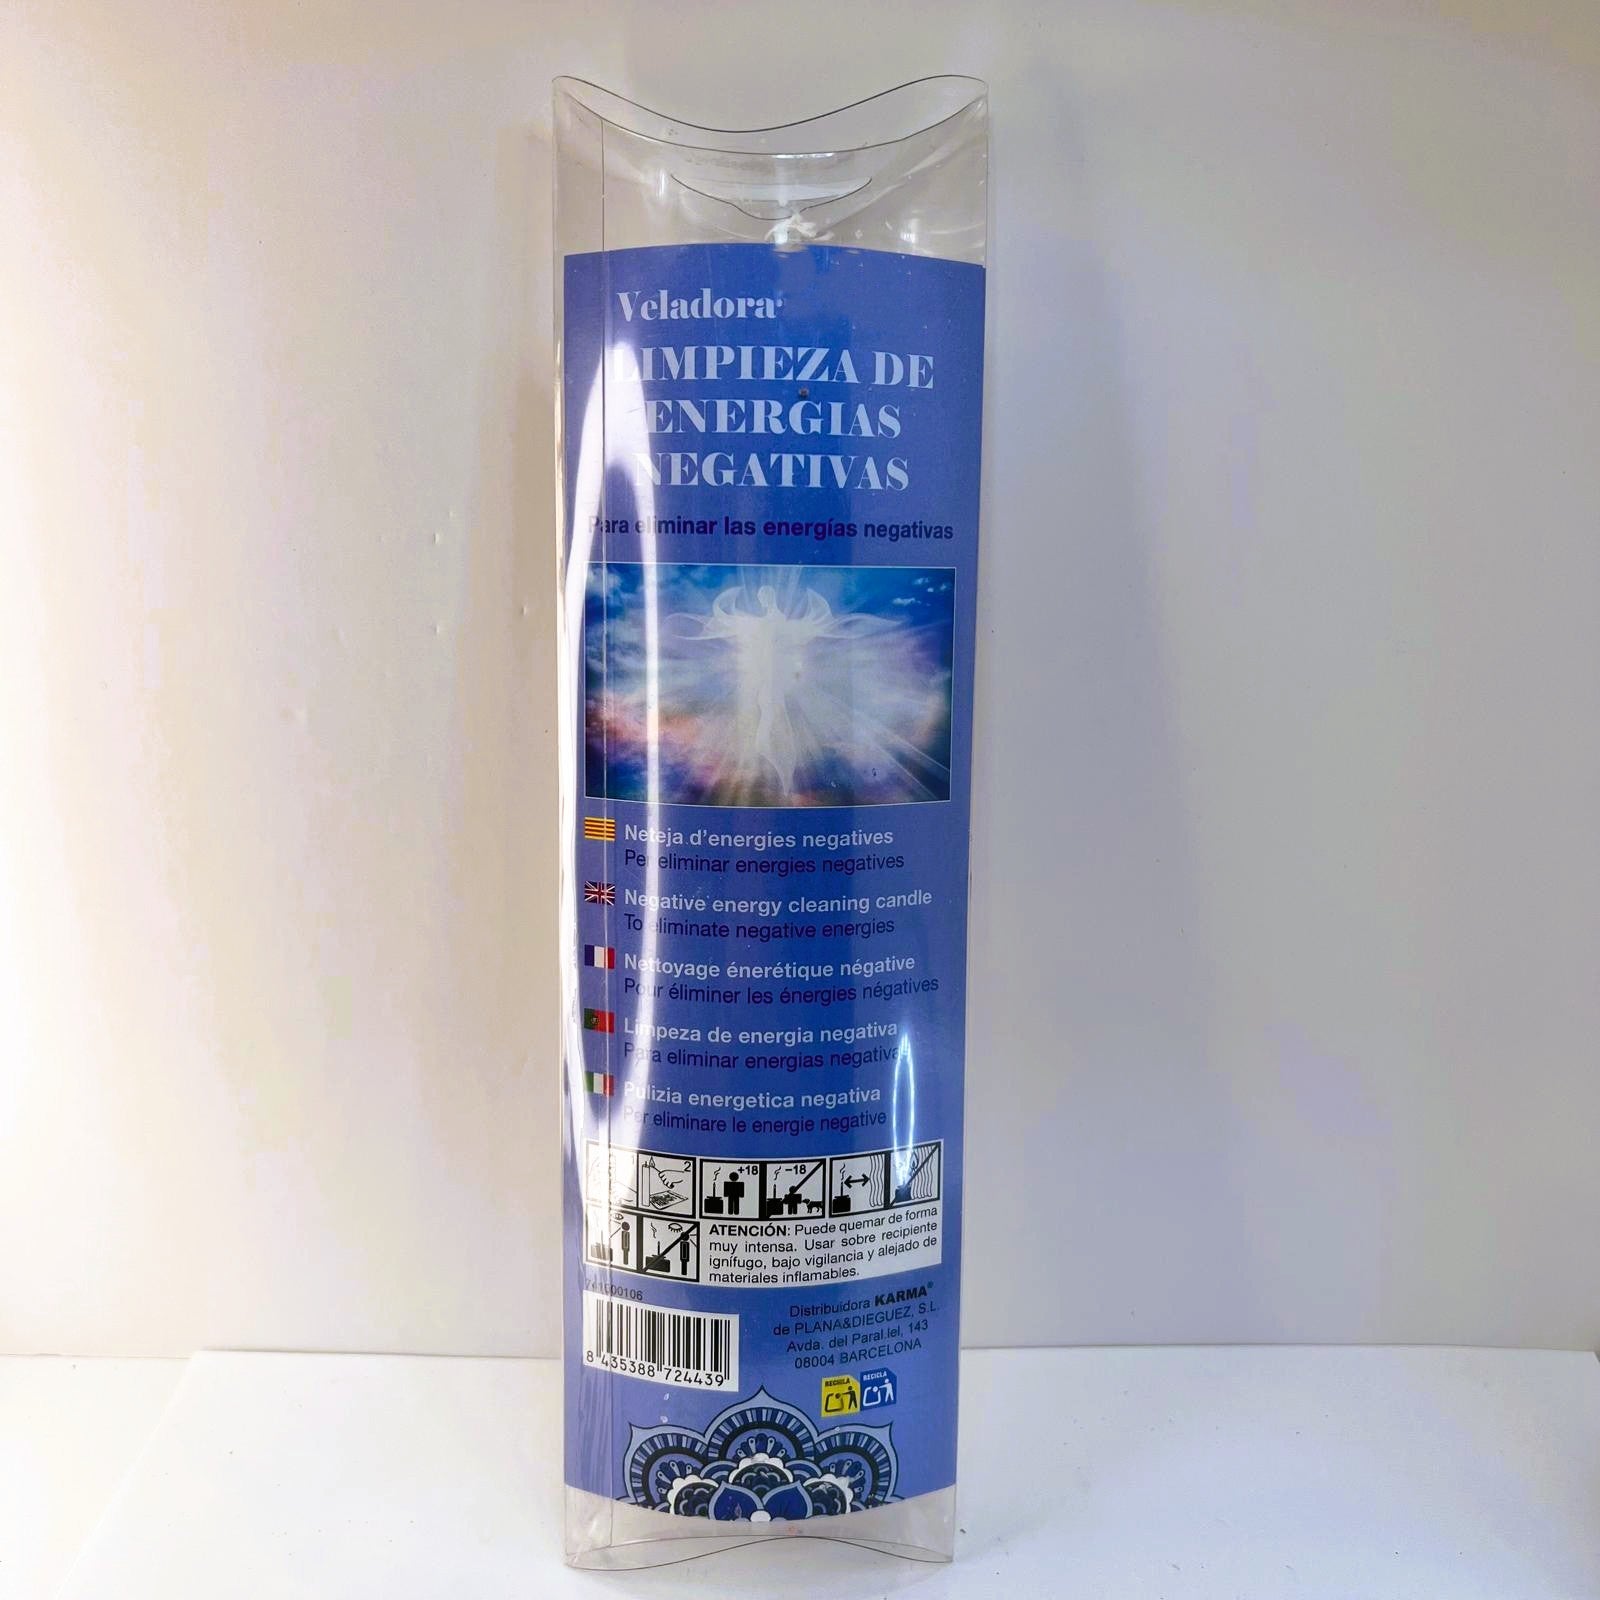 Veladora
LIMPIEZA DE
ENERGIAS
NEGATIVAS
Para eliminar las energías negativas
Neteja d'energies negatives
Per eliminar energies negatives
Negative energy cleaning candle
To eliminate negative energies
Nettoyage énerétique négative
Pour éliminer les énergies négatives
Limpeza de energia negativa
Para eliminar energias negativas
Pulizia energetica negativa
Per eliminare le energie negative
2
+18
-18
ATENCIÓN: Puede quemar de forma
muy intensa. Usar sobre recipiente
ignífugo, bajo vigilancia y alejado de
materiales inflamables.
741000106
8 435388 724439
Distribuidora KARMA®
de PLANA&DIEGUEZ, S.L.
Avda. del Paral.lel, 143
08004 BARCELONA
RECICLA
RECICLA